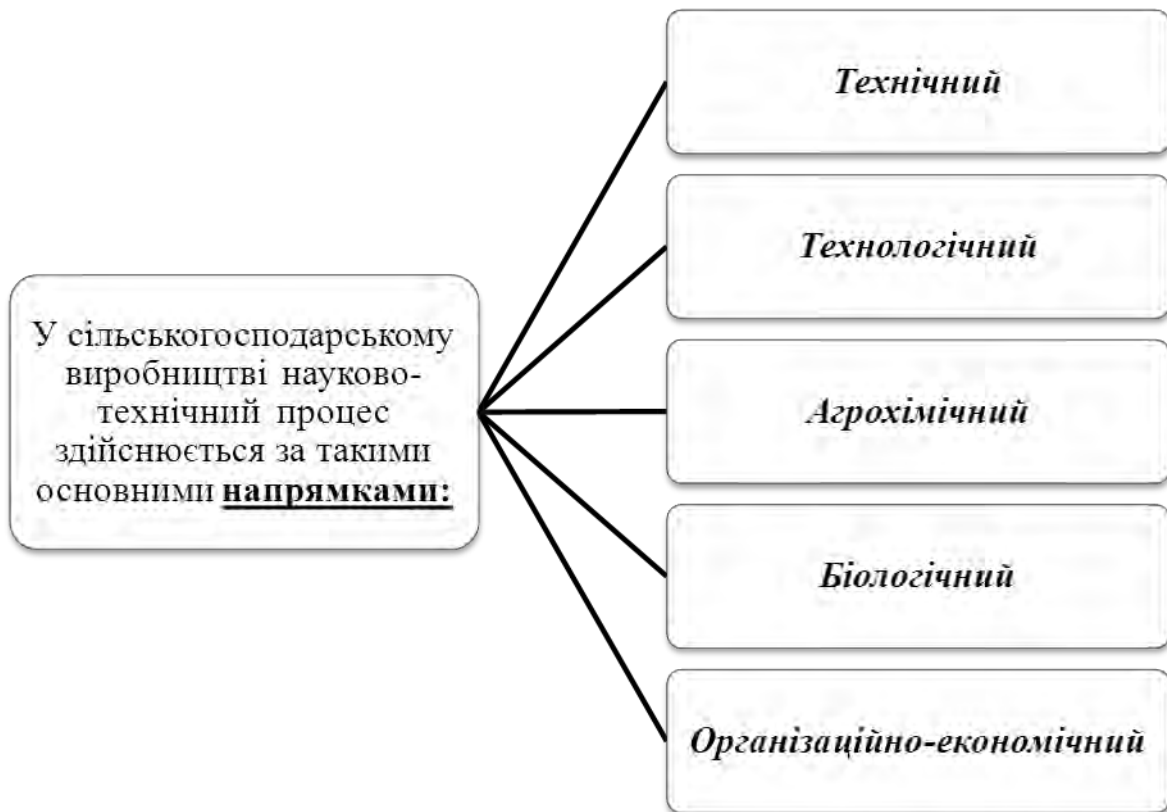 У сільськогосподарському
виробництві науково-
технічний процес
здійснюється за такими
основними напрямками:
Технічний
Технологічний
Агрохімічний
Біологічний
Організаційно-економічний